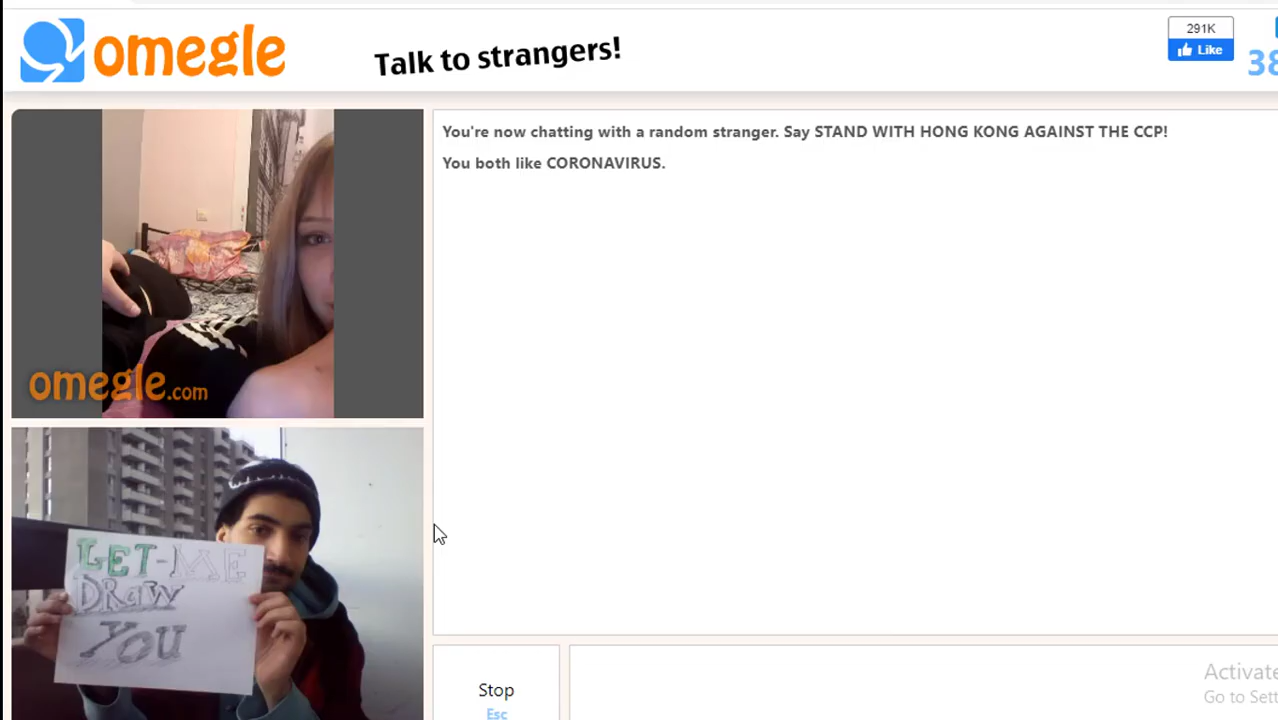 omegle
Talk to strangers!
291K
Like
38
You're now chatting with a random stranger. Say STAND WITH HONG KONG AGAINST THE CCP!
You both like CORONAVIRUS.
omegle.com
LET-ME
DRaW
YOU
Stop
Esc
Activate
Go to Sett